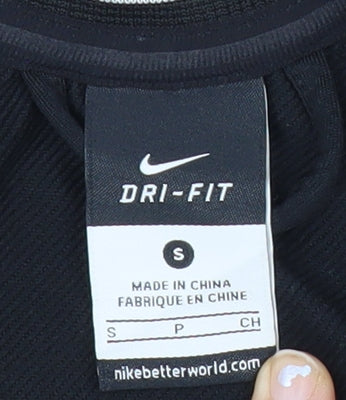 DRI-FIT
S
MADE IN CHINA
FABRIQUE EN CHINE
S P CH
nikebetterworld.com